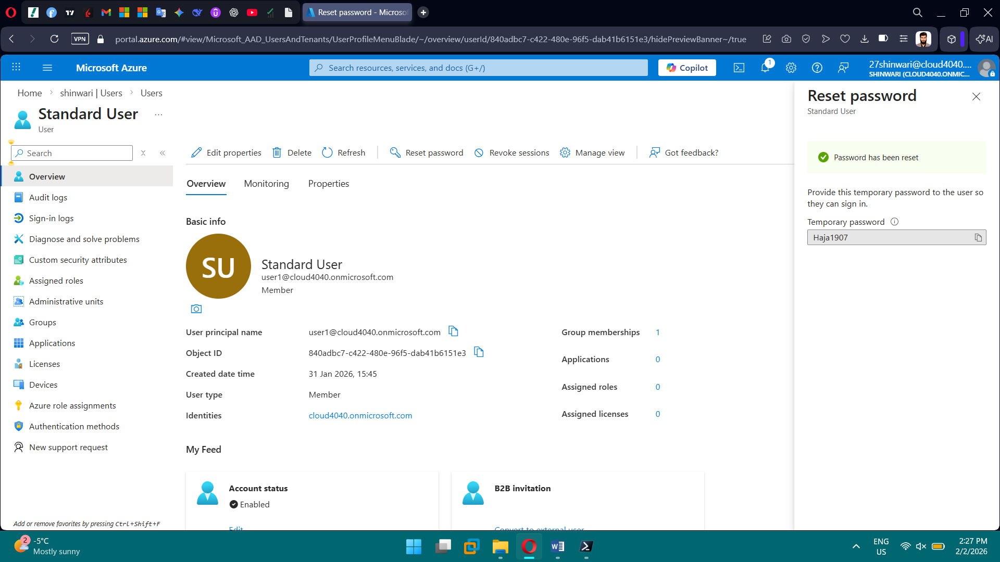 Reset password - Microsof
VPN
portal.azure.com/#view/Microsoft_AAD_UsersAndTenants/UserProfileMenuBlade/~/overview/userId/840adbc7-c422-480e-96f5-dab41b6151e3/hidePreviewBanner~/true
AI
Microsoft Azure
Search resources, services, and docs (G+/)
Copilot
1
27shinwari@cloud4040....
SHINWARI (CLOUD4040.ONMIC...
Home
shinwari | Users
Users
Standard User
...
User
Search
Overview
Audit logs
Sign-in logs
Diagnose and solve problems
Custom security attributes
Assigned roles
Administrative units
Groups
Applications
Licenses
Devices
Azure role assignments
Authentication methods
New support request
Add or remove favorites by pressing Ctrl+Shift+F
Edit properties
Delete
Refresh
Reset password
Revoke sessions
Manage view
Got feedback?
Overview
Monitoring
Properties
Basic info
SU
Standard User
user1@cloud4040.onmicrosoft.com
Member
User principal name
user1@cloud4040.onmicrosoft.com
Object ID
840adbc7-c422-480e-96f5-dab41b6151e3
Created date time
31 Jan 2026, 15:45
User type
Member
Identities
cloud4040.onmicrosoft.com
Group memberships
1
Applications
0
Assigned roles
0
Assigned licenses
0
My Feed
Account status
Enabled
Edit
B2B invitation
Convert to external user
Reset password
Standard User
Password has been reset
Provide this temporary password to the user so
they can sign in.
Temporary password
Haja1907
2
-5°C
Mostly sunny
ENG
US
2:27 PM
2/2/2026